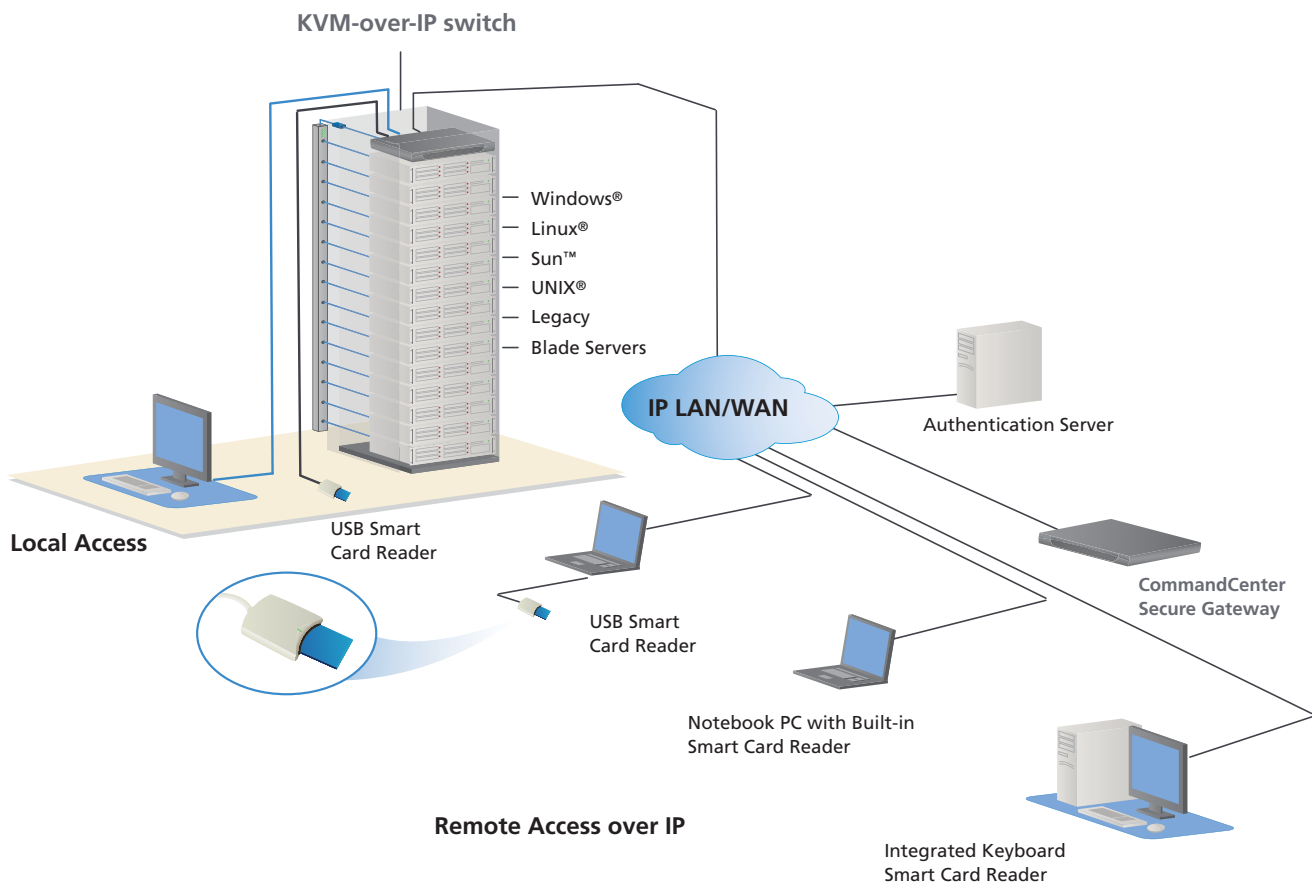 KVM-over-IP switch
Windows®
Linux®
Sun™
UNIX®
Legacy
Blade Servers
IP LAN/WAN
Authentication Server
Local Access
USB Smart
Card Reader
CommandCenter
Secure Gateway
USB Smart
Card Reader
Notebook PC with Built-in
Smart Card Reader
Remote Access over IP
Integrated Keyboard
Smart Card Reader